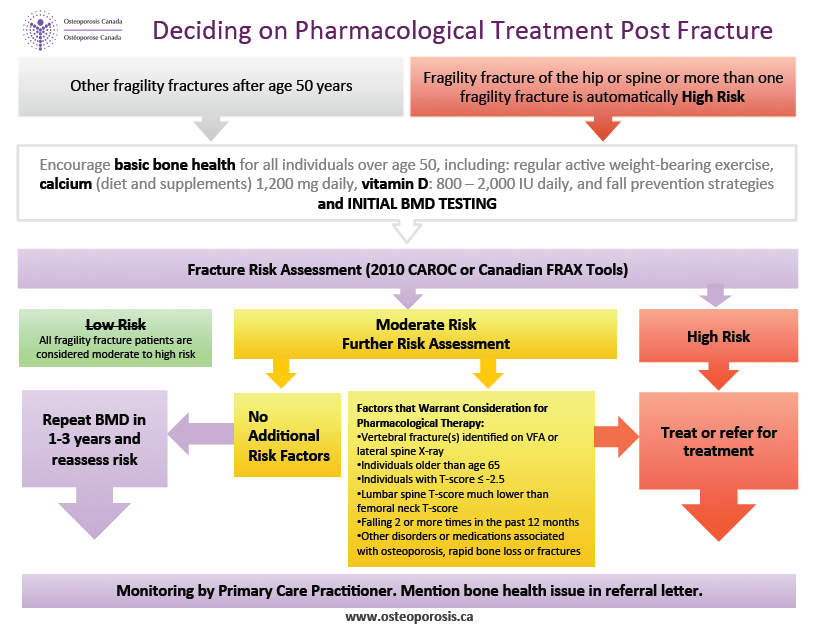 Osteoporosis Canada
Ostéoporose Canada
Deciding on Pharmacological Treatment Post Fracture
Other fragility fractures after age 50 years
Fragility fracture of the hip or spine or more than one
fragility fracture is automatically High Risk
Encourage basic bone health for all individuals over age 50, including: regular active weight-bearing exercise,
calcium (diet and supplements) 1,200 mg daily, vitamin D: 800 – 2,000 IU daily, and fall prevention strategies
and INITIAL BMD TESTING
Fracture Risk Assessment (2010 CAROC or Canadian FRAX Tools)
Low Risk
All fragility fracture patients are
considered moderate to high risk
Moderate Risk
Further Risk Assessment
High Risk
Repeat BMD in
1-3 years and
reassess risk
No
Additional
Risk Factors
Factors that Warrant Consideration for
Pharmacological Therapy:
•Vertebral fracture(s) identified on VFA or
lateral spine X-ray
•Individuals older than age 65
•Individuals with T-score ≤ -2.5
•Lumbar spine T-score much lower than
femoral neck T-score
•Falling 2 or more times in the past 12 months
•Other disorders or medications associated
with osteoporosis, rapid bone loss or fractures
Treat or refer for
treatment
Monitoring by Primary Care Practitioner. Mention bone health issue in referral letter.
www.osteoporosis.ca